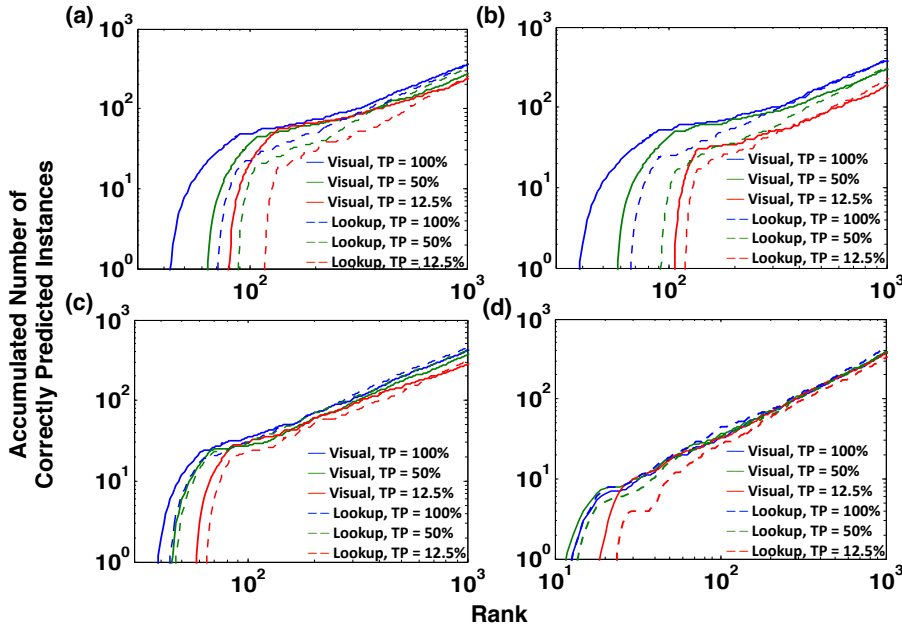 (a)
10³
10²
10¹
10⁰
10²
10³
Visual, TP = 100%
Visual, TP = 50%
Visual, TP = 12.5%
Lookup, TP = 100%
Lookup, TP = 50%
Lookup, TP = 12.5%
(b)
10³
10²
10¹
10⁰
10²
10³
Visual, TP = 100%
Visual, TP = 50%
Visual, TP = 12.5%
Lookup, TP = 100%
Lookup, TP = 50%
Lookup, TP = 12.5%
Accumulated Number of
Correctly Predicted Instances
(c)
10³
10²
10¹
10⁰
10²
10³
Visual, TP = 100%
Visual, TP = 50%
Visual, TP = 12.5%
Lookup, TP = 100%
Lookup, TP = 50%
Lookup, TP = 12.5%
(d)
10³
10²
10¹
10⁰
10¹
10²
10³
Visual, TP = 100%
Visual, TP = 50%
Visual, TP = 12.5%
Lookup, TP = 100%
Lookup, TP = 50%
Lookup, TP = 12.5%
Rank